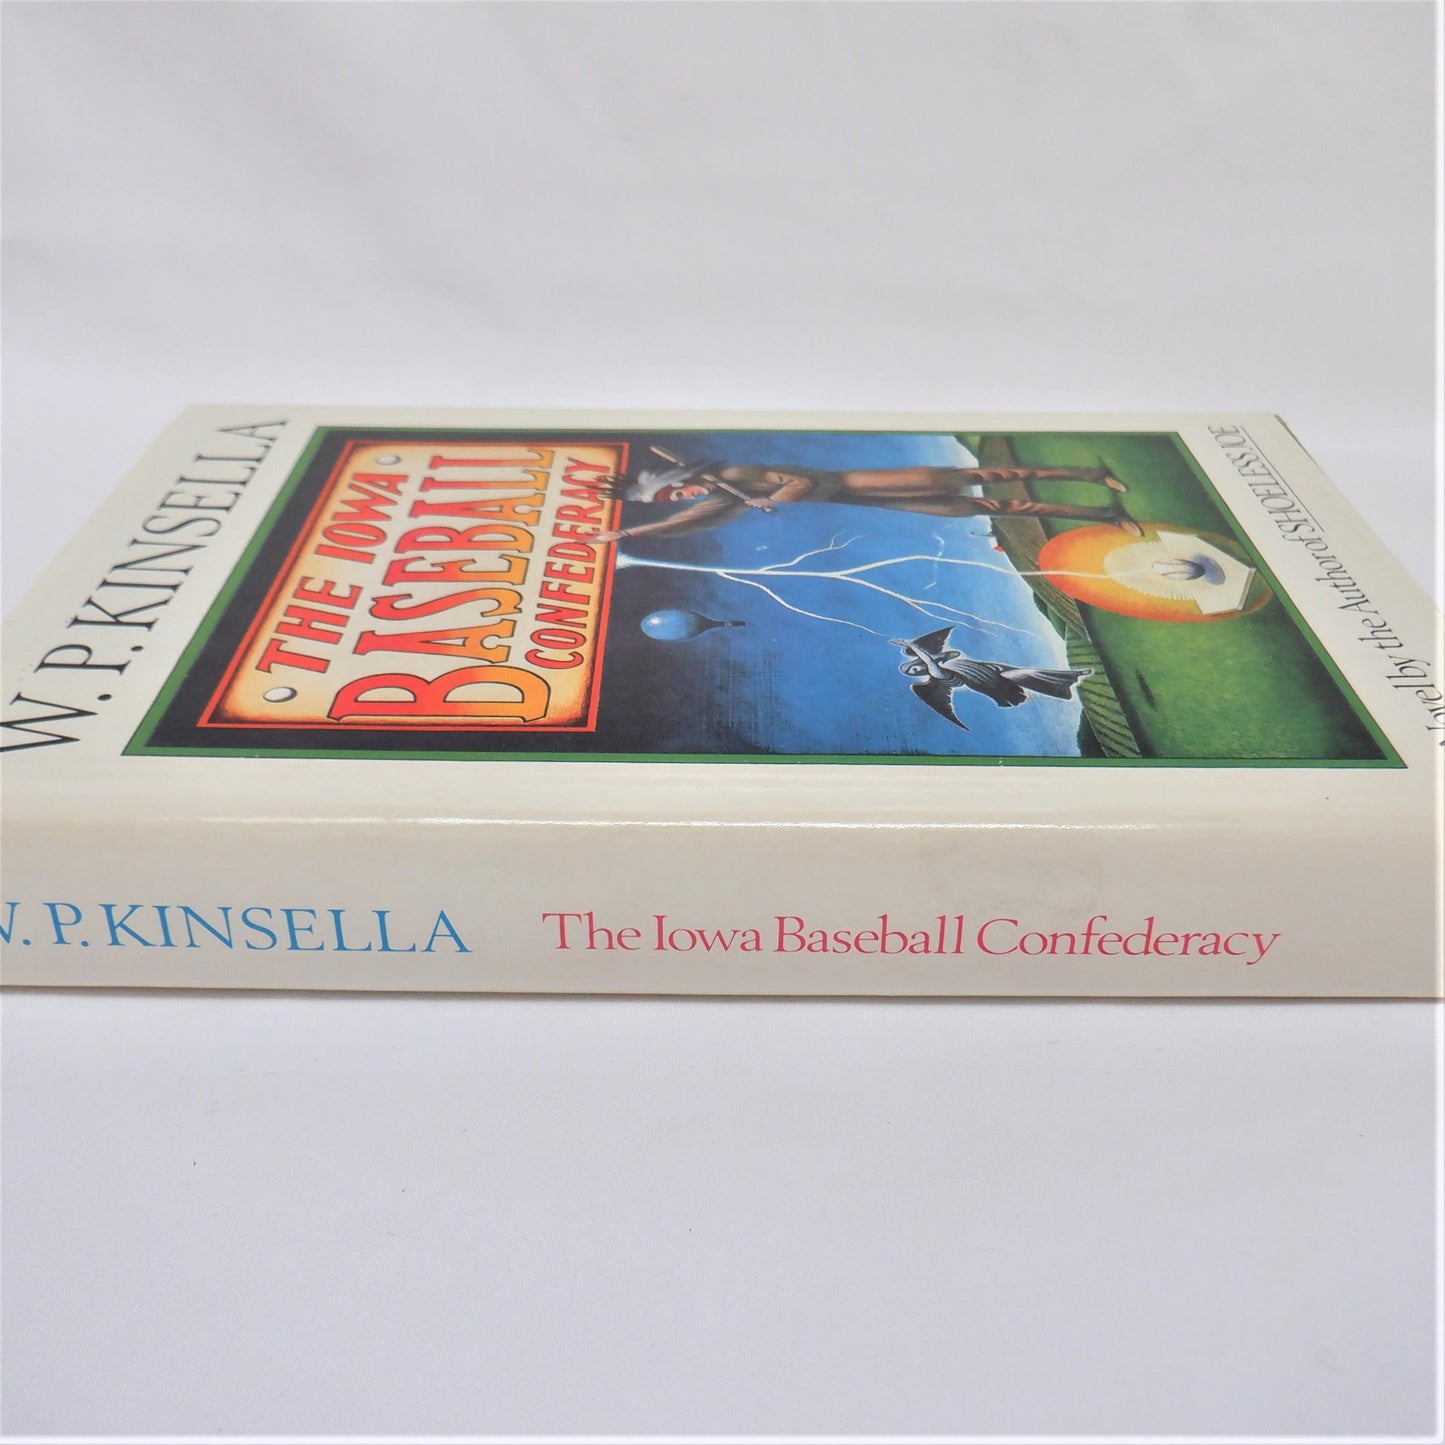 W. P. KINSELLA
THE IOWA
BASEBALL
CONFEDERACY
Novel by the Author of SHOELESS JOE
W. P. KINSELLA The Iowa Baseball Confederacy